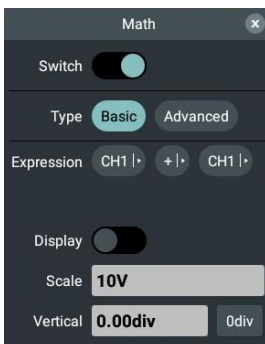 Math
Switch
Type Basic Advanced
Expression CH1 + CH1
Display
Scale 10V
Vertical 0.00div 0div